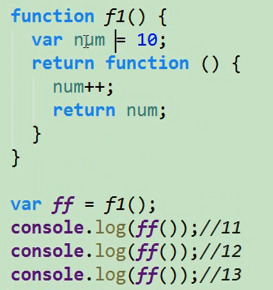 function f1() {
  var num = 10;
  return function () {
    num++;
    return num;
  }
}

var ff = f1();
console.log(ff());//11
console.log(ff());//12
console.log(ff());//13